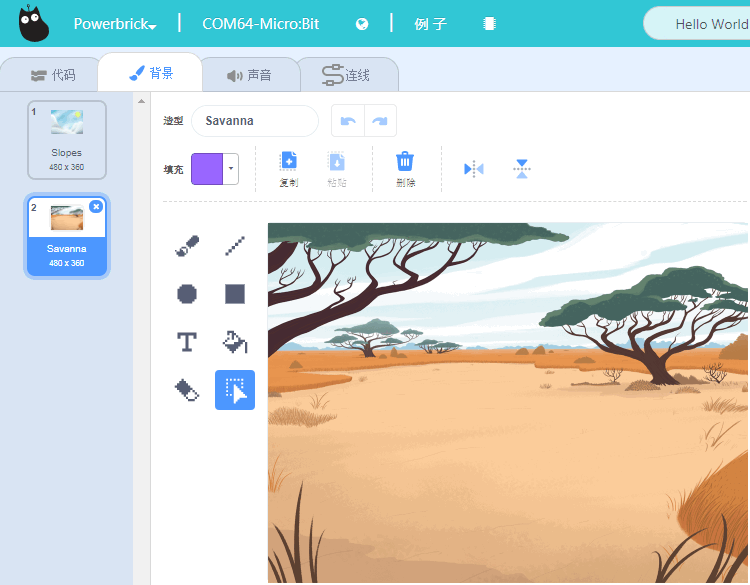 Powerbrick COM64-Micro:Bit 例子 Hello World
代码 背景 声音 连线
1
Slopes
480 x 360
2
Savanna
480 x 360
造型 Savanna
填充 复制 粘贴 删除
T